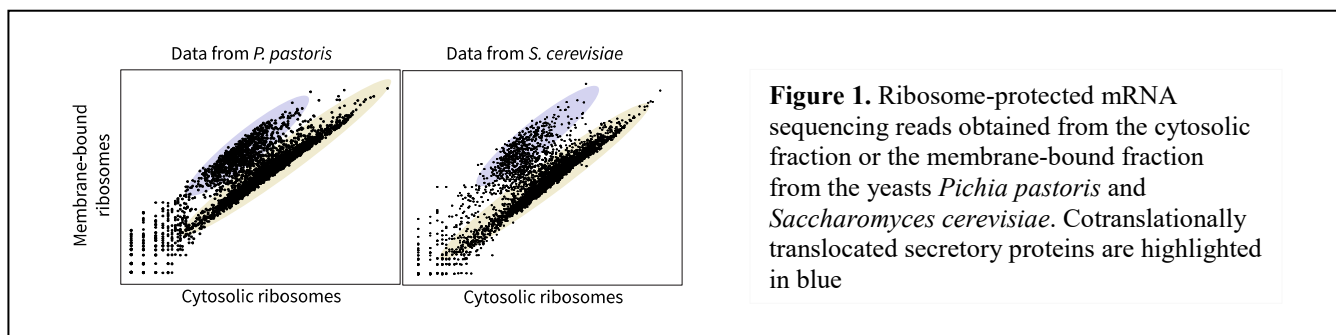 Data from P. pastoris
Data from S. cerevisiae
Membrane-bound
ribosomes
Cytosolic ribosomes
Cytosolic ribosomes
Figure 1. Ribosome-protected mRNA
sequencing reads obtained from the cytosolic
fraction or the membrane-bound fraction
from the yeasts Pichia pastoris and
Saccharomyces cerevisiae. Cotranslationally
translocated secretory proteins are highlighted
in blue